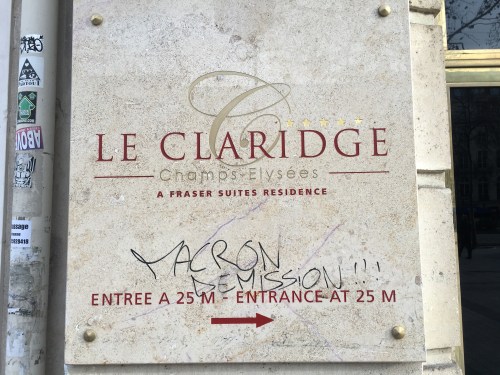 LE CLARIDGE
Champs-Elysées
A FRASER SUITES RESIDENCE
MACRON
DEMISSION!!!
ENTREE A 25 M - ENTRANCE AT 25 M